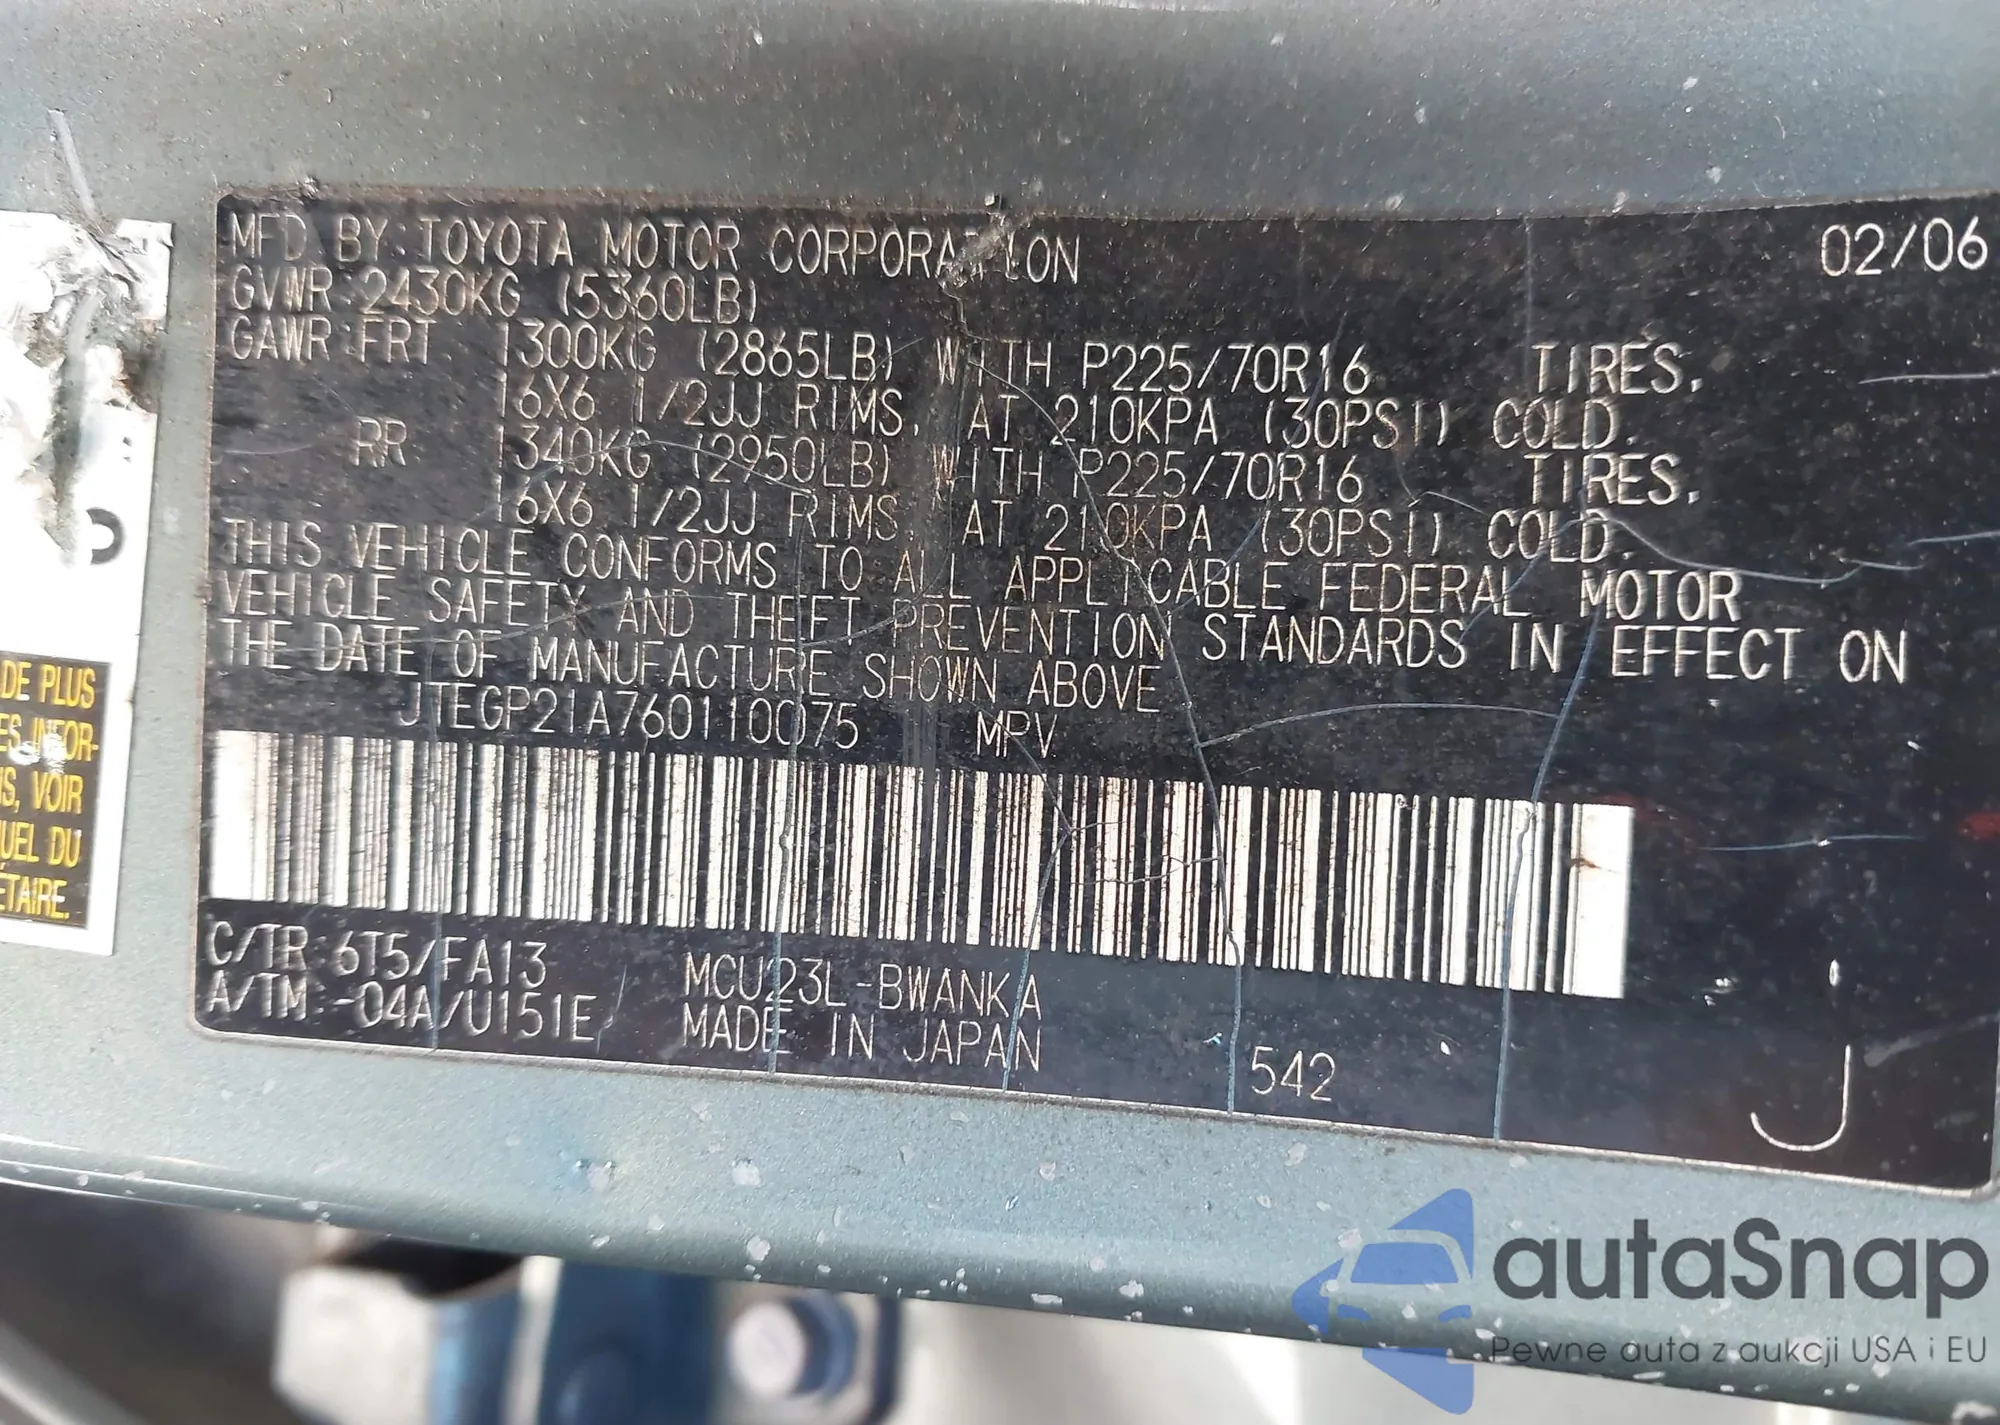 MFD BY:TOYOTA MOTOR CORPORATION 02/06
GVWR:2430KG (5360LB)
GAWR:FRT 1300KG (2865LB) WITH P225/70R16 TIRES,
16X6 1/2JJ RIMS, AT 210KPA (30PSI) COLD.
RR 1340KG (2950LB) WITH P225/70R16 TIRES,
16X6 1/2JJ RIMS, AT 210KPA (30PSI) COLD.
THIS VEHICLE CONFORMS TO ALL APPLICABLE FEDERAL MOTOR
VEHICLE SAFETY AND THEFT PREVENTION STANDARDS IN EFFECT ON
THE DATE OF MANUFACTURE SHOWN ABOVE
JTEGP21A760110075 MPV
C/TR:6T5/FA13 MCU23L-BWANKA
A/TM:-04A/U151E MADE IN JAPAN
542
J
DE PLUS
ES INFOR-
NS, VOIR
UEL DU
ÉTAIRE.
autaSnap
Pewne auta z aukcji USA i EU